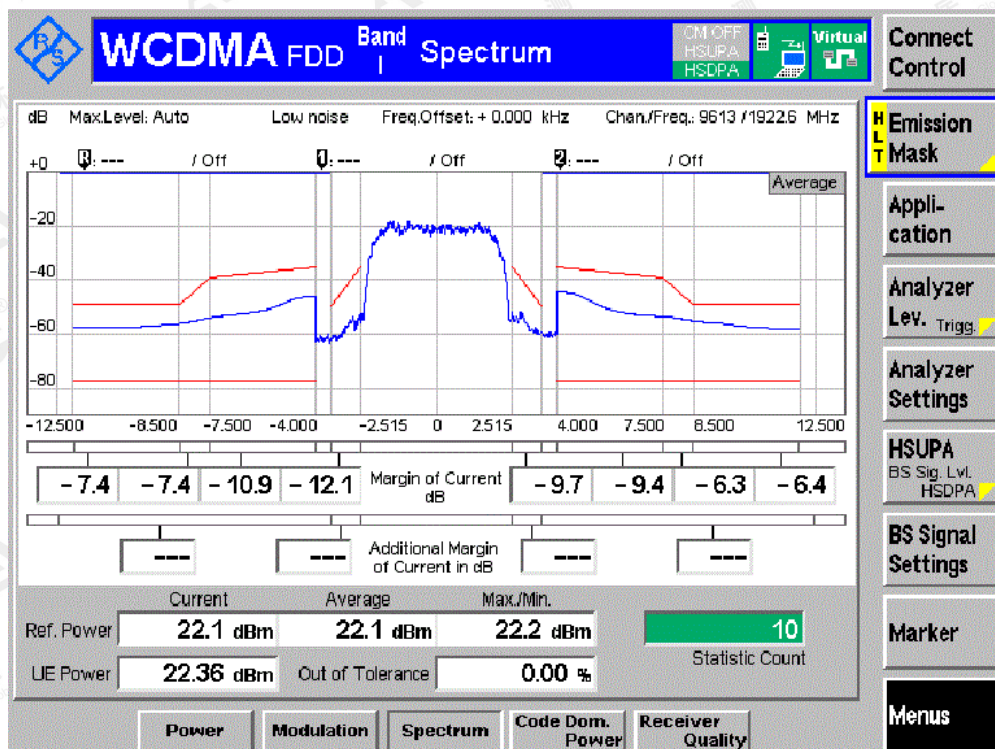 R/S
WCDMA FDD Band I Spectrum
CM OFF
HSUPA
HSDPA
Virtual
Connect Control
dB Max.Level: Auto Low noise Freq.Offset: + 0.000 kHz Chan./Freq.: 9613 / 1922.6 MHz
HLT
Emission Mask
+0 R: --- / Off 1: --- / Off 2: --- / Off
Average
-20
-40
-60
-80
-12.500 -8.500 -7.500 -4.000 -2.515 0 2.515 4.000 7.500 8.500 12.500
Appli-
cation
Analyzer
Lev. Trigg.
Analyzer
Settings
-7.4 -7.4 -10.9 -12.1 Margin of Current dB -9.7 -9.4 -6.3 -6.4
HSUPA
BS Sig. Lvl.
HSDPA
--- --- Additional Margin of Current in dB --- ---
BS Signal
Settings
Current Average Max./Min.
Ref. Power 22.1 dBm 22.1 dBm 22.2 dBm 10
Statistic Count
UE Power 22.36 dBm Out of Tolerance 0.00 %
Marker
Menus
Power Modulation Spectrum Code Dom. Power Receiver Quality